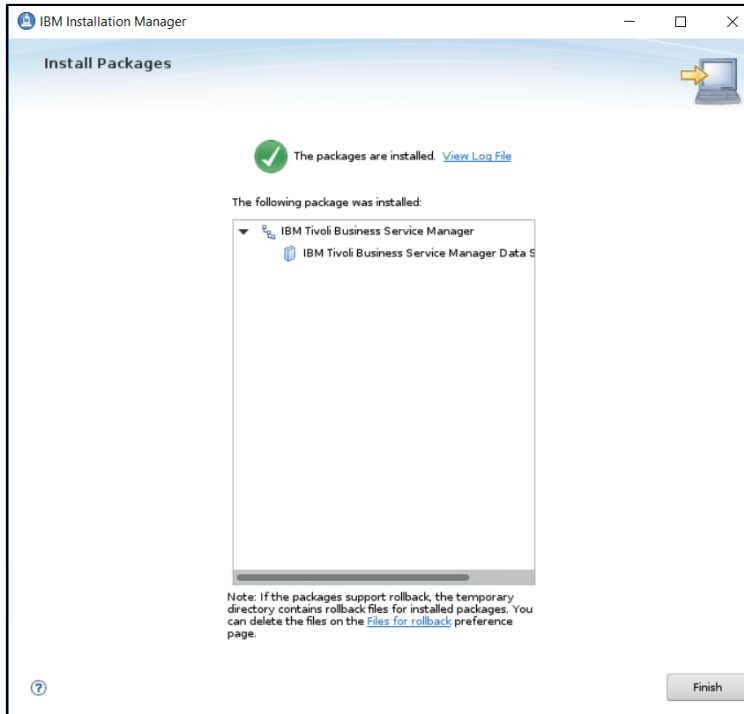 IBM Installation Manager
Install Packages
The packages are installed. View Log File
The following package was installed:
IBM Tivoli Business Service Manager
IBM Tivoli Business Service Manager Data S
Note: If the packages support rollback, the temporary
directory contains rollback files for installed packages. You
can delete the files on the Files for rollback preference
page.
?
Finish